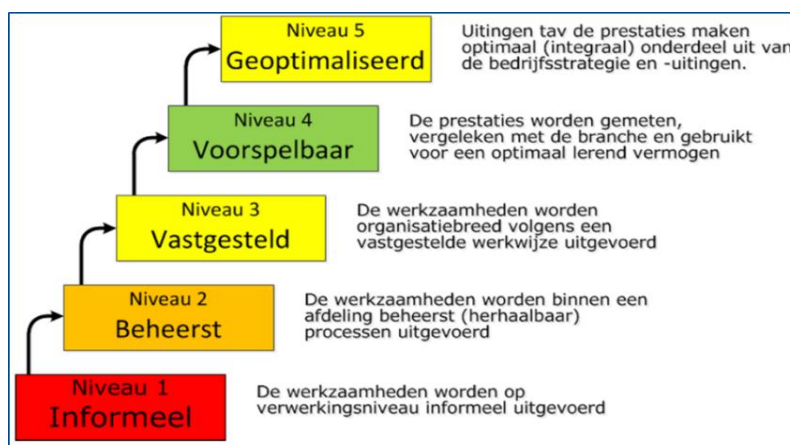 Niveau 5
Geoptimaliseerd
Uitingen tav de prestaties maken
optimaal (integraal) onderdeel uit van
de bedrijfsstrategie en -uitingen.
Niveau 4
Voorspelbaar
De prestaties worden gemeten,
vergeleken met de branche en gebruikt
voor een optimaal lerend vermogen
Niveau 3
Vastgesteld
De werkzaamheden worden
organisatiebreed volgens een
vastgestelde werkwijze uitgevoerd
Niveau 2
Beheerst
De werkzaamheden worden binnen een
afdeling beheerst (herhaalbaar)
processen uitgevoerd
Niveau 1
Informeel
De werkzaamheden worden op
verwerkingsniveau informeel uitgevoerd